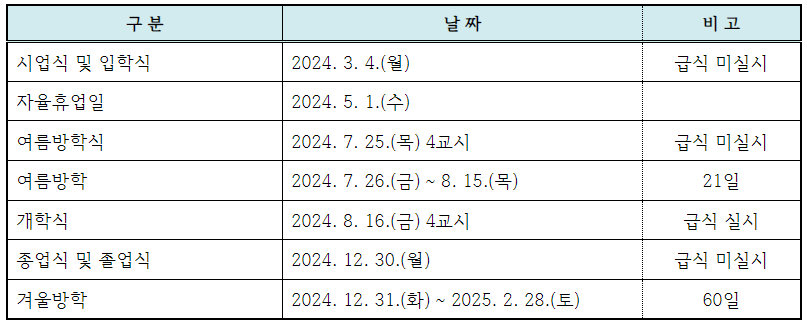 구 분 날 짜 비 고
시업식 및 입학식 2024. 3. 4.(월) 급식 미실시
자율휴업일 2024. 5. 1.(수)
여름방학식 2024. 7. 25.(목) 4교시 급식 미실시
여름방학 2024. 7. 26.(금) ~ 8. 15.(목) 21일
개학식 2024. 8. 16.(금) 4교시 급식 실시
종업식 및 졸업식 2024. 12. 30.(월) 급식 미실시
겨울방학 2024. 12. 31.(화) ~ 2025. 2. 28.(토) 60일